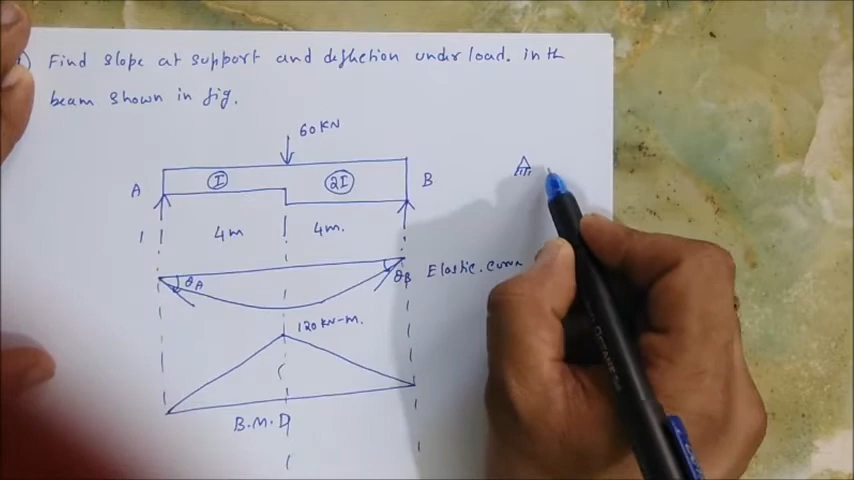 Find slope at support and deflection under load. in th
beam shown in fig.
60 KN
A
I
2I
B
4m
4m.
θA
θB
Elastic. curve
120 KN-m.
B.M.D